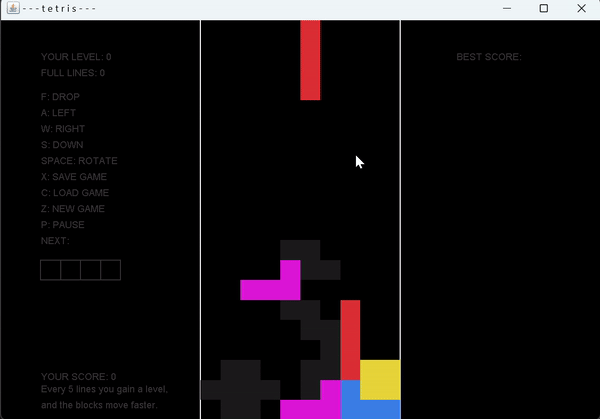 ---tetris---
YOUR LEVEL: 0
FULL LINES: 0
F: DROP
A: LEFT
W: RIGHT
S: DOWN
SPACE: ROTATE
X: SAVE GAME
C: LOAD GAME
Z: NEW GAME
P: PAUSE
NEXT:
YOUR SCORE: 0
Every 5 lines you gain a level,
and the blocks move faster.
BEST SCORE: